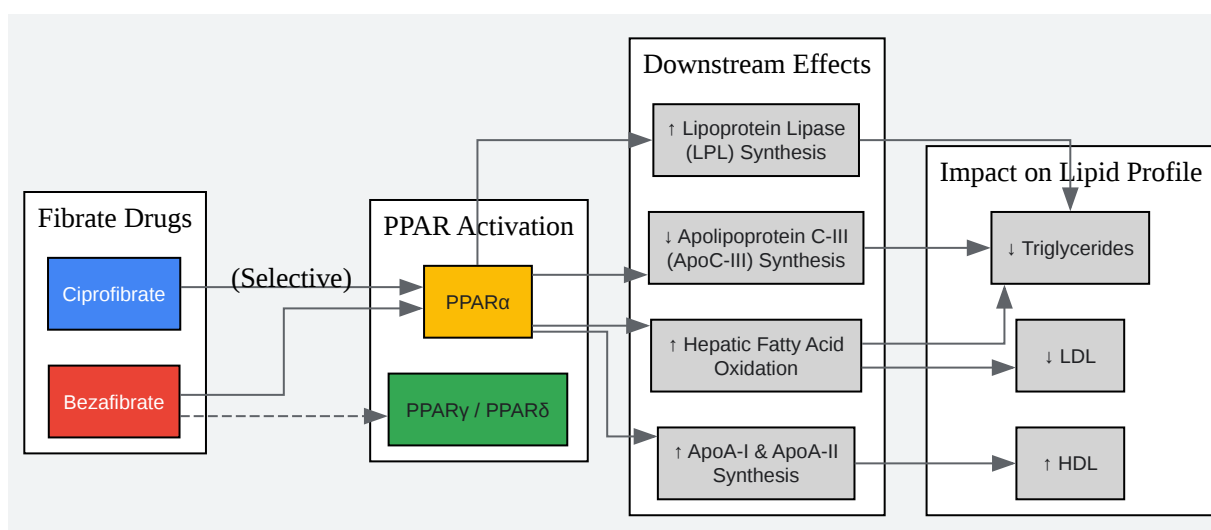 Fibrate Drugs
Ciprofibrate
Bezafibrate
(Selective)
PPAR Activation
PPARα
PPARγ / PPARδ
Downstream Effects
↑ Lipoprotein Lipase
(LPL) Synthesis
↓ Apolipoprotein C-III
(ApoC-III) Synthesis
↑ Hepatic Fatty Acid
Oxidation
↑ ApoA-I & ApoA-II
Synthesis
Impact on Lipid Profile
↓ Triglycerides
↓ LDL
↑ HDL